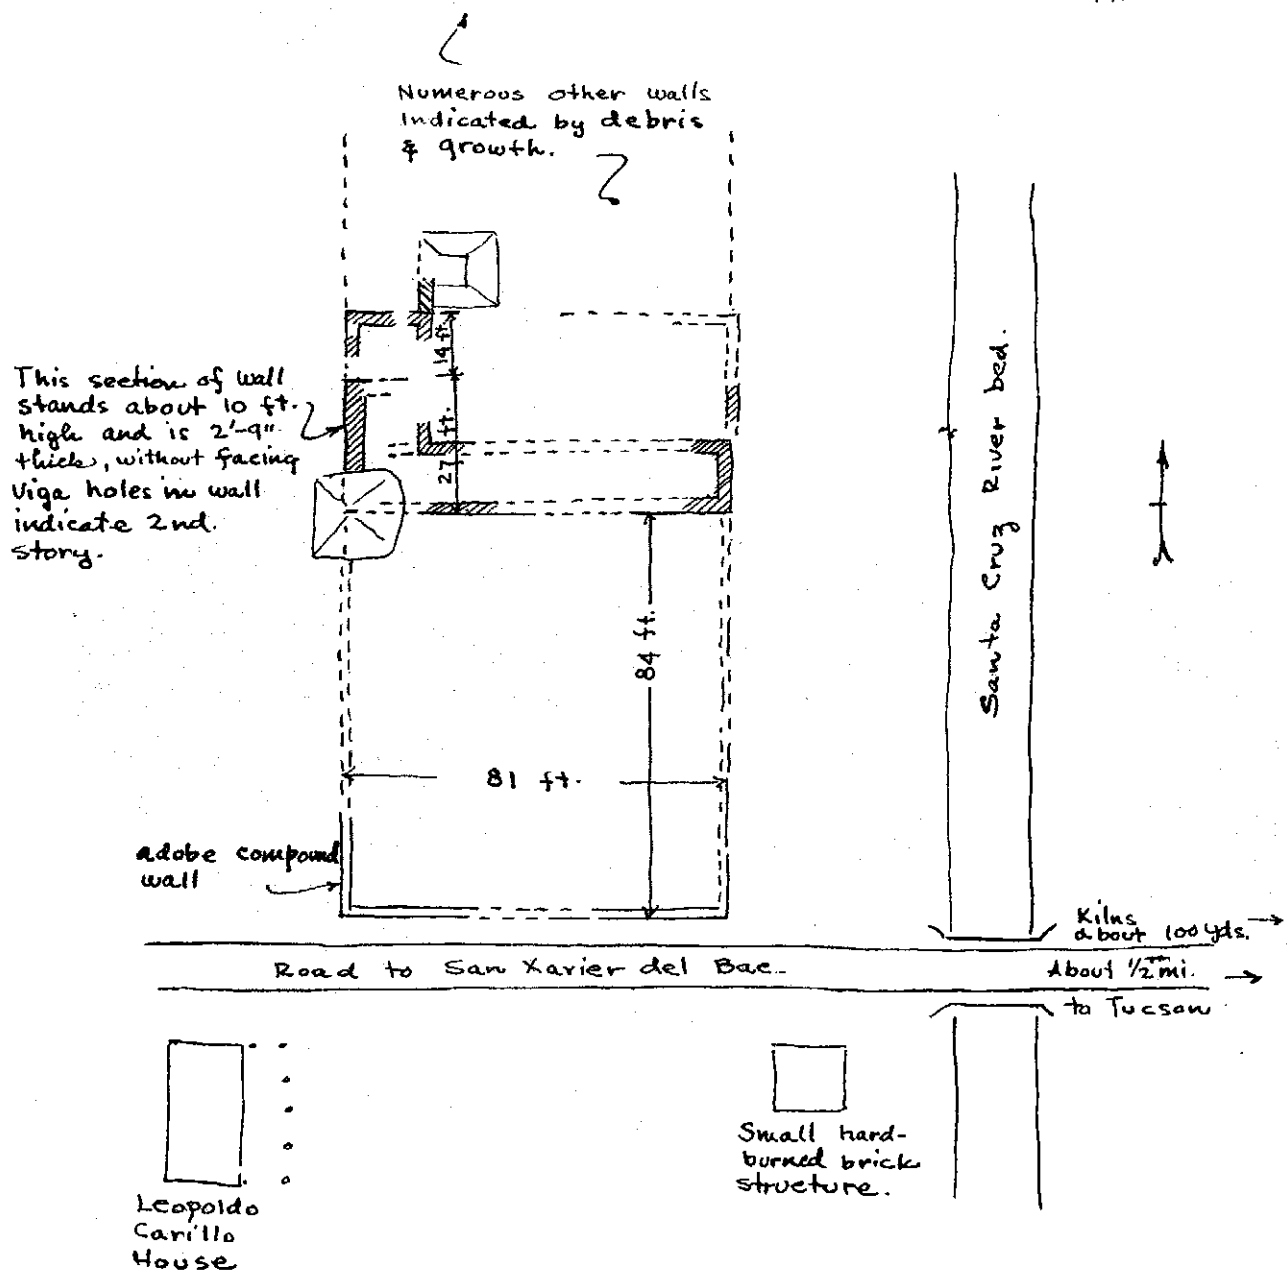 Numerous other walls
Indicated by debris
& growth.
14 ft.
This section of wall
stands about 10 ft.
high and is 2'-9"
thick, without facing
Viga holes in wall
indicate 2nd.
story.
27 ft.
Santa Cruz River bed.
84 ft.
81 ft.
adobe compound
wall
Kilns
about 100 yds.
Road to San Xavier del Bac.
About 1/2 mi.
to Tucson
Small hard-
burned brick
structure.
Leopoldo
Carillo
House